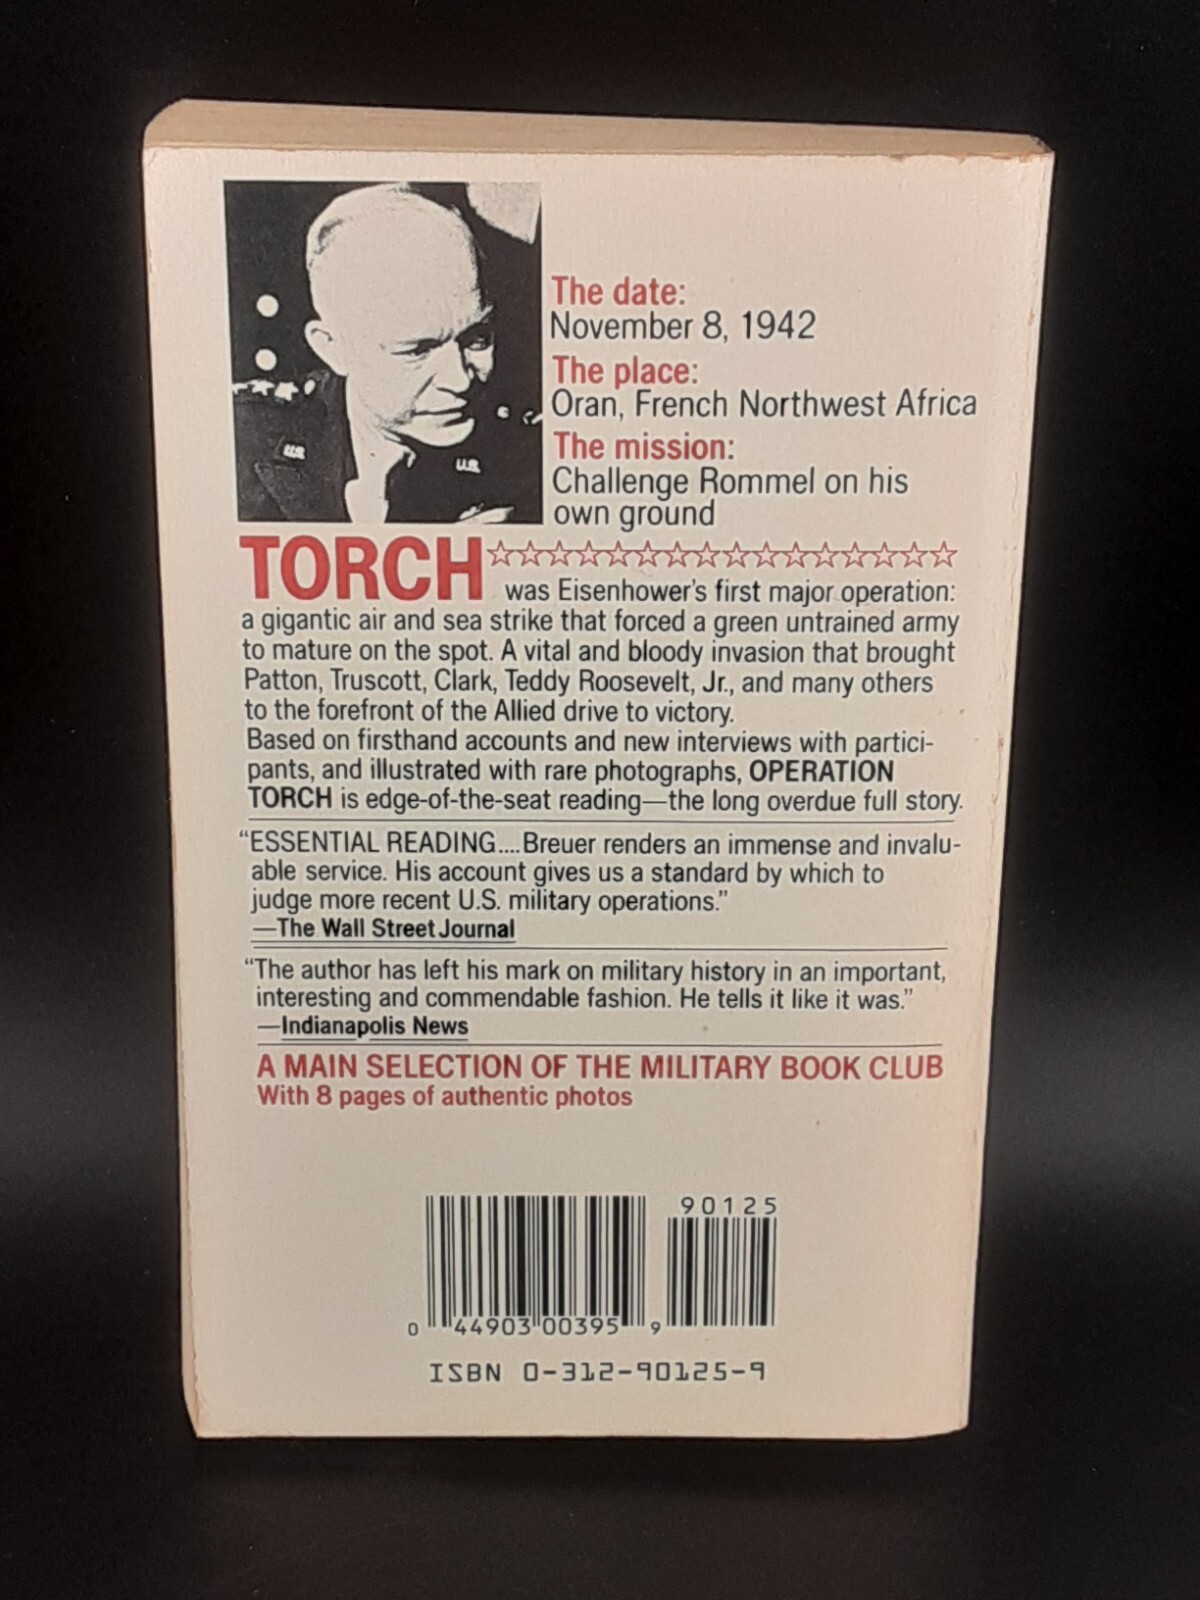 The date:
November 8, 1942
The place:
Oran, French Northwest Africa
The mission:
Challenge Rommel on his
own ground
U.S.
U.S.
TORCH
was Eisenhower's first major operation:
a gigantic air and sea strike that forced a green untrained army
to mature on the spot. A vital and bloody invasion that brought
Patton, Truscott, Clark, Teddy Roosevelt, Jr., and many others
to the forefront of the Allied drive to victory.
Based on firsthand accounts and new interviews with partici-
pants, and illustrated with rare photographs, OPERATION
TORCH is edge-of-the-seat reading—the long overdue full story.
“ESSENTIAL READING....Breuer renders an immense and invalu-
able service. His account gives us a standard by which to
judge more recent U.S. military operations.”
—The Wall Street Journal
“The author has left his mark on military history in an important,
interesting and commendable fashion. He tells it like it was.”
—Indianapolis News
A MAIN SELECTION OF THE MILITARY BOOK CLUB
With 8 pages of authentic photos
90125
0 44903 00395 9
ISBN 0-312-90125-9